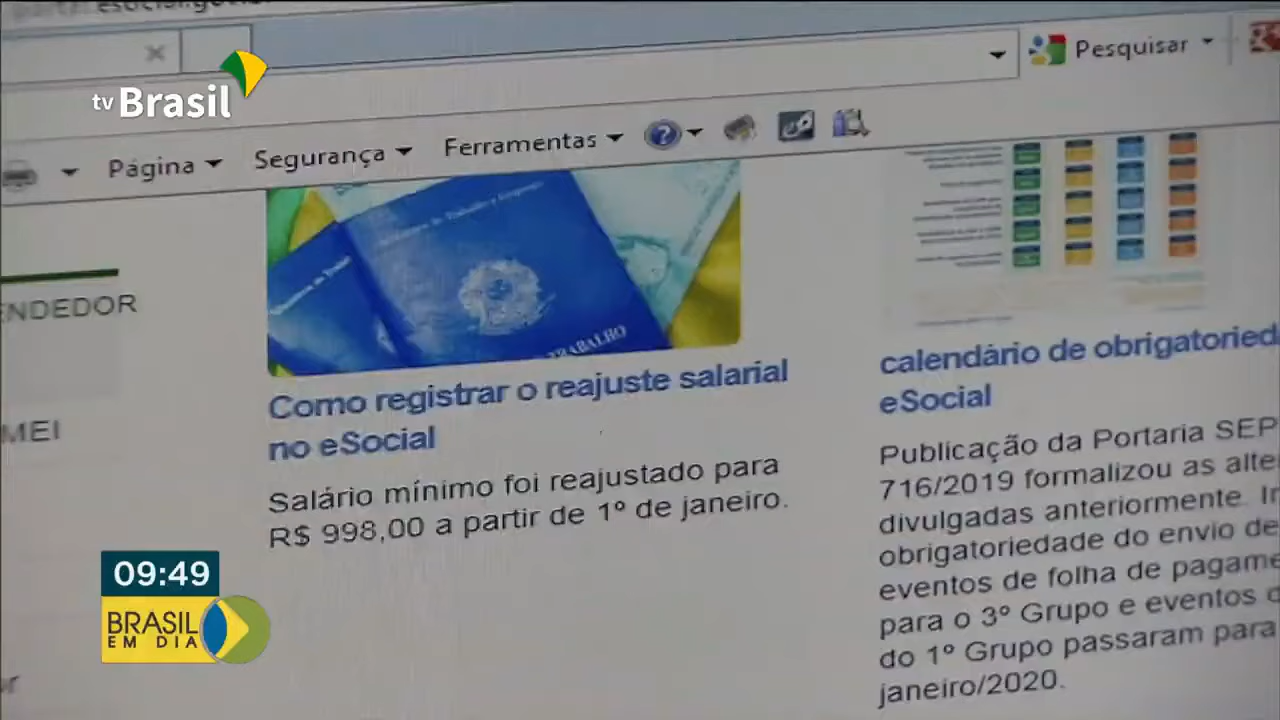 Pesquisar
tv Brasil
Página
Segurança
Ferramentas
TRABALHO
ENDEDOR
MEI
Como registrar o reajuste salarial
no eSocial
Salário mínimo foi reajustado para
R$ 998,00 a partir de 1º de janeiro.
calendário de obrigatoried
eSocial
Publicação da Portaria SEP
716/2019 formalizou as alte
divulgadas anteriormente. In
obrigatoriedade do envio de
eventos de folha de pagame
para o 3º Grupo e eventos d
do 1º Grupo passaram para
janeiro/2020.
09:49
BRASIL
EM DIA